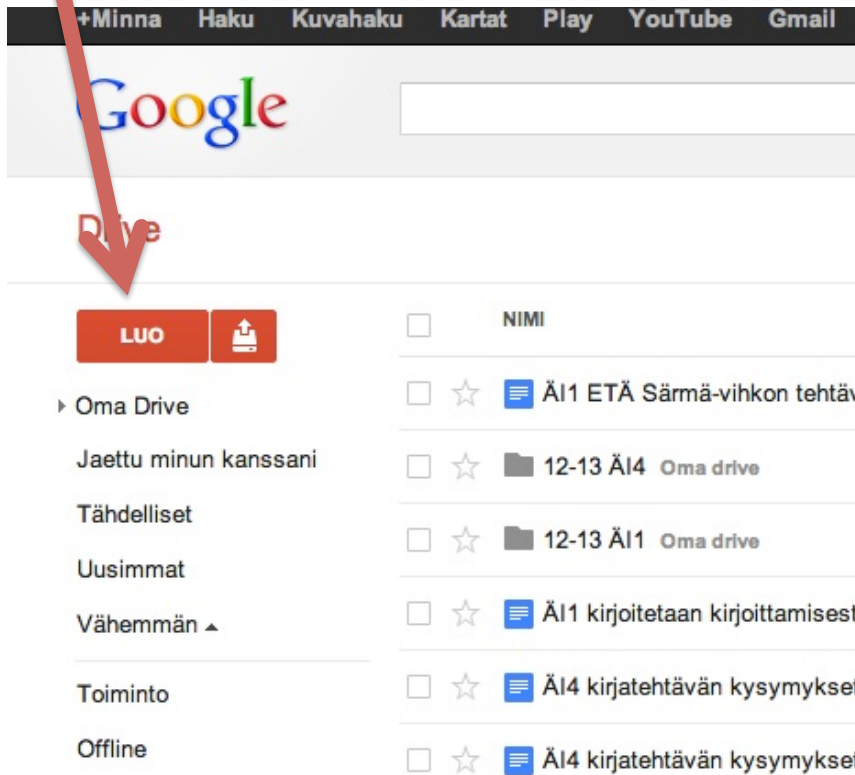 +Minna Haku Kuvahaku Kartat Play YouTube Gmail
Google
Drive
LUO
NIMI
ÄI1 ETÄ Särmä-vihkon tehtäv
Oma Drive
Jaettu minun kanssani
12-13 ÄI4 Oma drive
Tähdelliset
12-13 ÄI1 Oma drive
Uusimmat
Vähemmän
ÄI1 kirjoitetaan kirjoittamisest
Toiminto
ÄI4 kirjatehtävän kysymykset
Offline
ÄI4 kirjatehtävän kysymykset